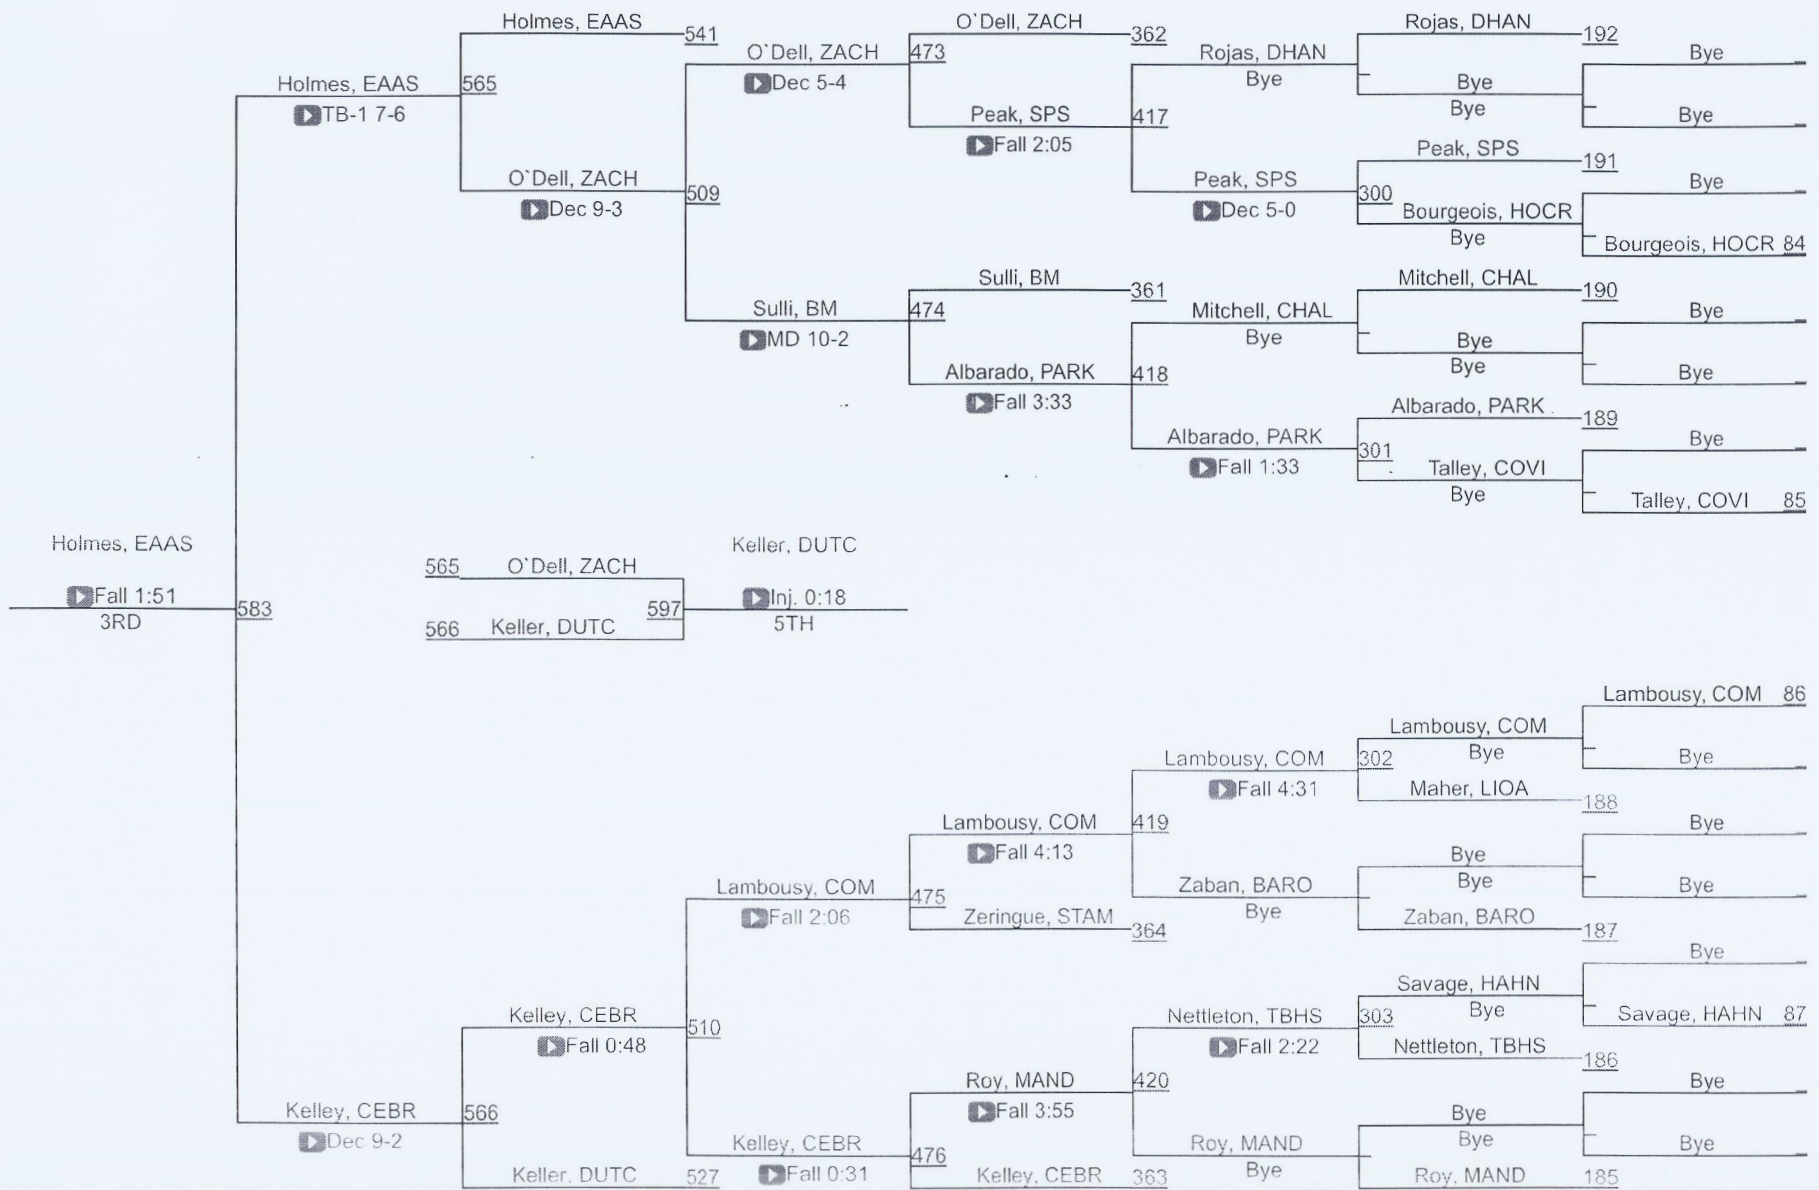 Holmes, EAAS
541
O`Dell, ZACH
362
Rojas, DHAN
192
Bye
O`Dell, ZACH
473
Rojas, DHAN
Bye
Dec 5-4
Bye
Bye
Holmes, EAAS
565
TB-1 7-6
Peak, SPS
417
Bye
Bye
Fall 2:05
Peak, SPS
191
O`Dell, ZACH
509
Peak, SPS
300
Bye
Dec 9-3
Dec 5-0
Bourgeois, HOCR
Bye
Bourgeois, HOCR 84
Sulli, BM
361
Mitchell, CHAL
190
Sulli, BM
474
Mitchell, CHAL
Bye
MD 10-2
Bye
Bye
Bye
Bye
Albarado, PARK
418
Fall 3:33
Albarado, PARK
189
Albarado, PARK
301
Bye
Fall 1:33
Talley, COVI
Bye
Talley, COVI 85
Holmes, EAAS
Keller, DUTC
565
O`Dell, ZACH
Fall 1:51
583
597
Inj. 0:18
3RD
566
Keller, DUTC
5TH
Lambousy, COM 86
Lambousy, COM
Bye
Lambousy, COM
302
Bye
Fall 4:31
Maher, LIOA
188
Lambousy, COM
419
Bye
Fall 4:13
Bye
Bye
Lambousy, COM
475
Zaban, BARO
Bye
Bye
Fall 2:06
Zeringue, STAM
364
Zaban, BARO
187
Bye
Savage, HAHN
Bye
Kelley, CEBR
510
Nettleton, TBHS
303
Savage, HAHN 87
Fall 0:48
Fall 2:22
Nettleton, TBHS
186
Roy, MAND
420
Bye
Kelley, CEBR
566
Fall 3:55
Bye
Bye
Dec 9-2
Kelley, CEBR
476
Roy, MAND
Bye
Bye
Keller, DUTC
527
Fall 0:31
Kelley, CEBR
363
Roy, MAND
185